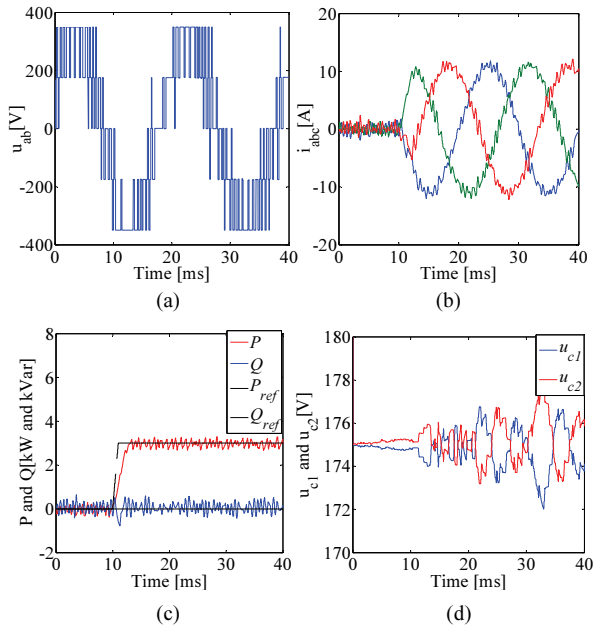 400
200
0
-200
-400
0 10 20 30 40
u_ab[V]
Time [ms]
(a)
20
10
0
-10
-20
0 10 20 30 40
i_abc[A]
Time [ms]
(b)
8
6
4
2
0
-2
0 10 20 30 40
P and Q[kW and kVar]
P
Q
P_ref
Q_ref
Time [ms]
(c)
180
178
176
174
172
170
0 10 20 30 40
u_c1 and u_c2[V]
u_c1
u_c2
Time [ms]
(d)